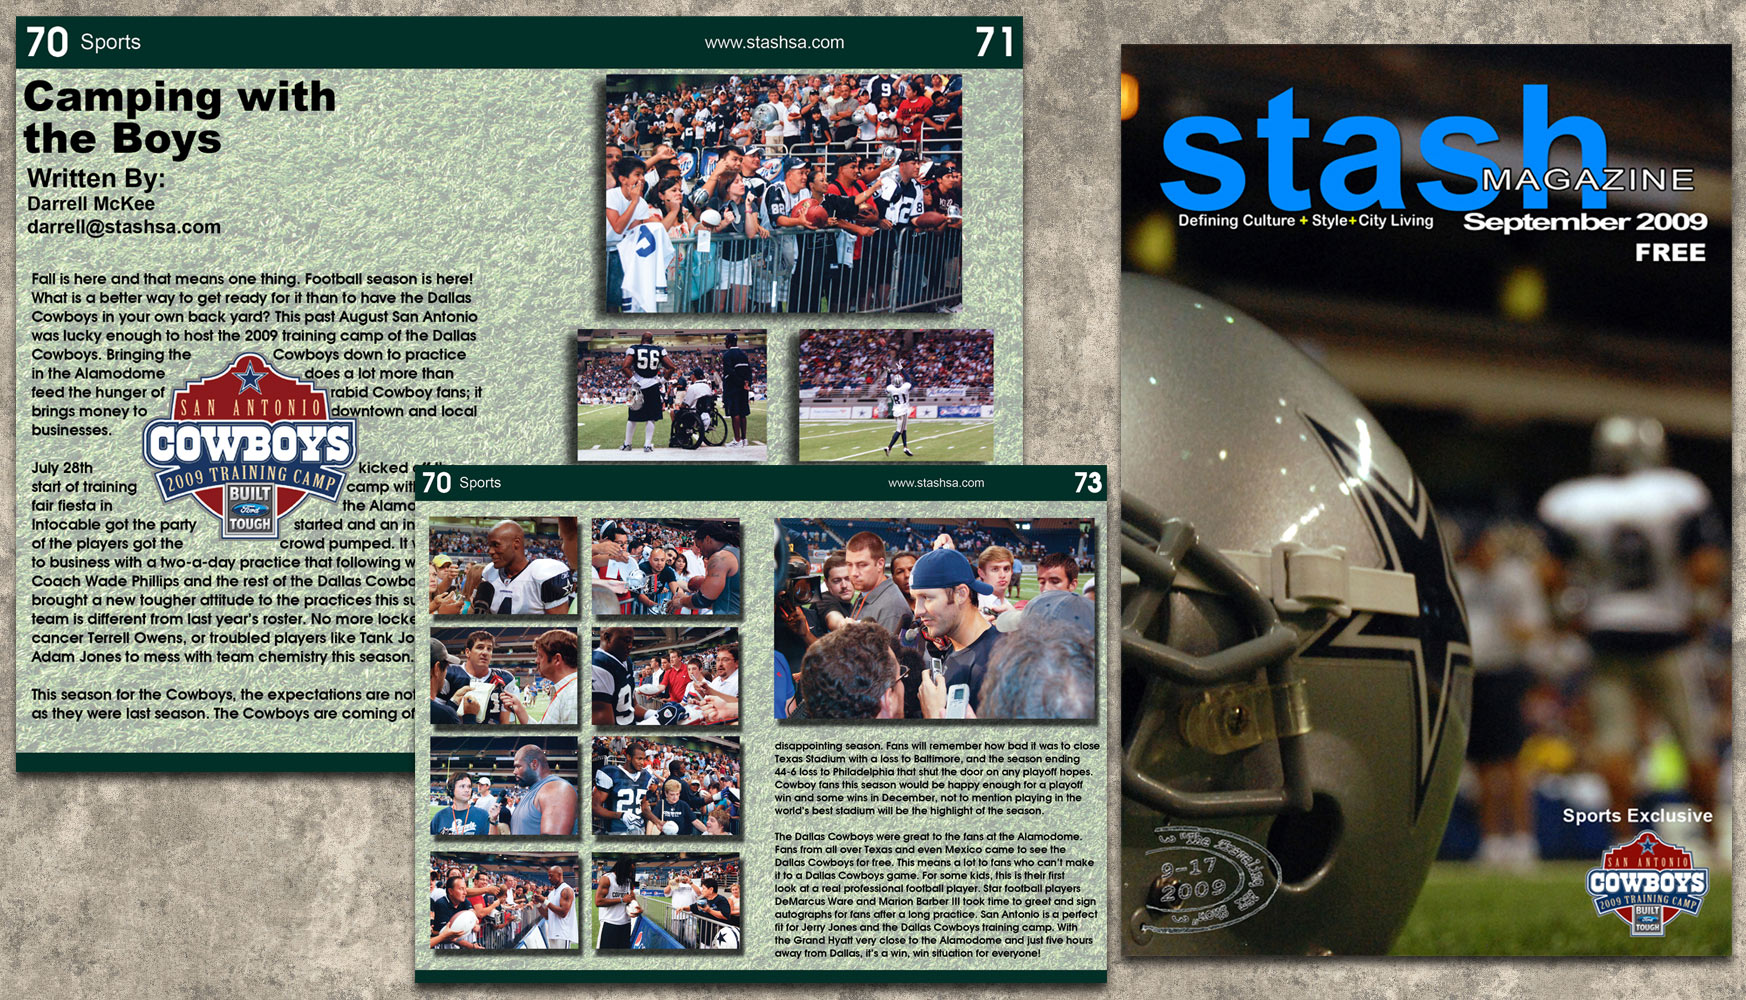 70 Sports
www.stashsa.com 71
Camping with
the Boys
Written By:
Darrell McKee
darrell@stashsa.com
Fall is here and that means one thing. Football season is here!
What is a better way to get ready for it than to have the Dallas
Cowboys in your own back yard? This past August San Antonio
was lucky enough to host the 2009 training camp of the Dallas
Cowboys. Bringing the Cowboys down to practice
in the Alamodome does a lot more than
feed the hunger of rabid Cowboy fans; it
brings money to downtown and local
businesses.
SAN ANTONIO
COWBOYS
2009 TRAINING CAMP
BUILT
Ford
TOUGH
July 28th kicked
start of training camp with
fair fiesta in the Alamo
Intocable got the party started and an in
of the players got the crowd pumped. It
to business with a two-a-day practice that following w
Coach Wade Phillips and the rest of the Dallas Cowbo
brought a new tougher attitude to the practices this su
team is different from last year's roster. No more locke
cancer Terrell Owens, or troubled players like Tank Jo
Adam Jones to mess with team chemistry this season.
This season for the Cowboys, the expectations are not
as they were last season. The Cowboys are coming of
9
82
56
81
70 Sports
www.stashsa.com 73
25
disappointing season. Fans will remember how bad it was to close
Texas Stadium with a loss to Baltimore, and the season ending
44-6 loss to Philadelphia that shut the door on any playoff hopes.
Cowboy fans this season would be happy enough for a playoff
win and some wins in December, not to mention playing in the
world's best stadium will be the highlight of the season.
The Dallas Cowboys were great to the fans at the Alamodome.
Fans from all over Texas and even Mexico came to see the
Dallas Cowboys for free. This means a lot to fans who can't make
it to a Dallas Cowboys game. For some kids, this is their first
look at a real professional football player. Star football players
DeMarcus Ware and Marion Barber III took time to greet and sign
autographs for fans after a long practice. San Antonio is a perfect
fit for Jerry Jones and the Dallas Cowboys training camp. With
the Grand Hyatt very close to the Alamodome and just five hours
away from Dallas, it's a win, win situation for everyone!
stash
MAGAZINE
Defining Culture + Style+City Living
September 2009
FREE
Sports Exclusive
SAN ANTONIO
COWBOYS
2009 TRAINING CAMP
BUILT
Ford
TOUGH
9-17
2009